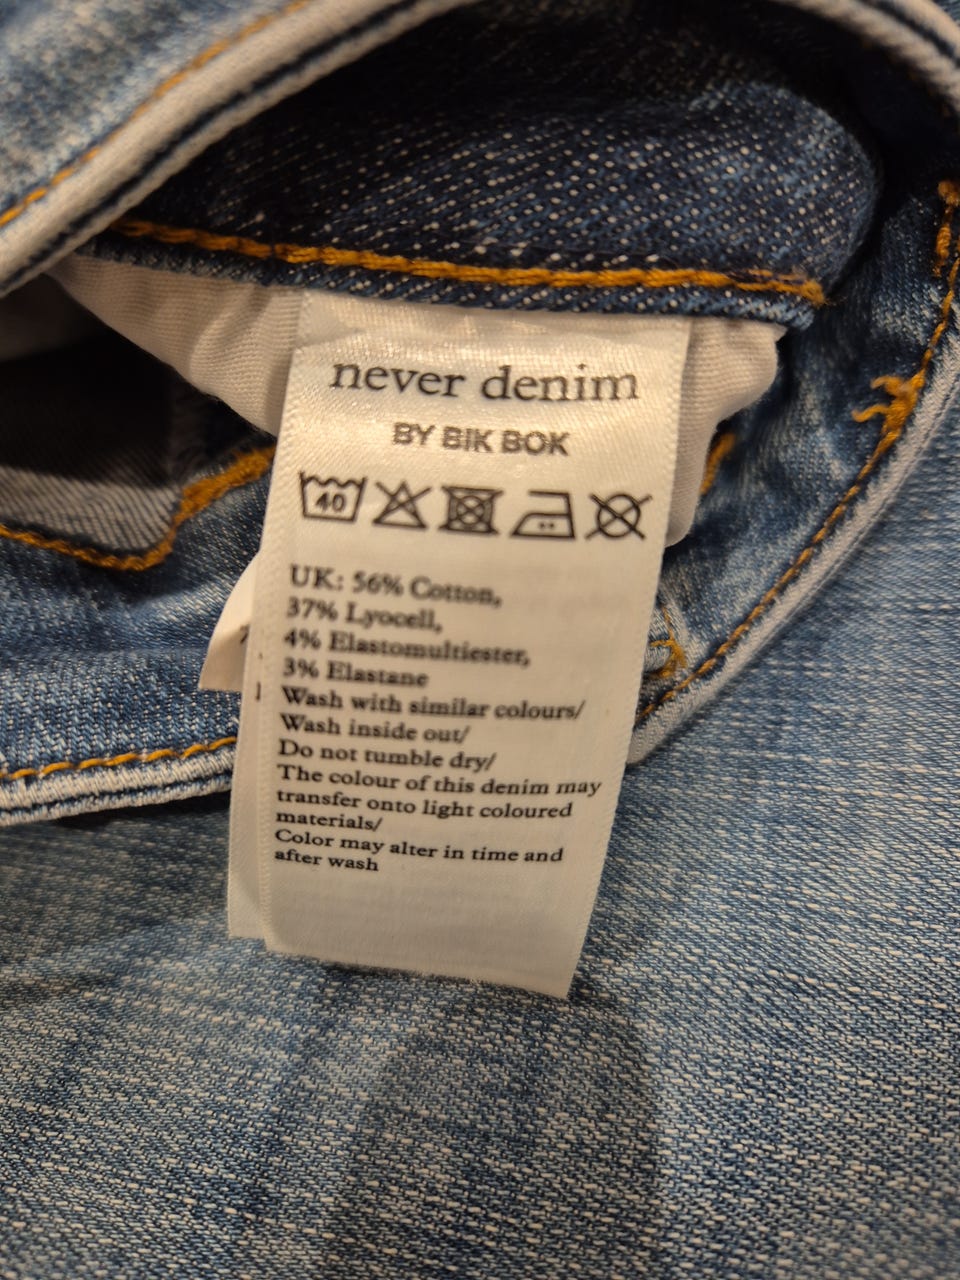 never denim
BY BIK BOK
40
UK: 56% Cotton,
37% Lyocell,
4% Elastomultiester,
3% Elastane
Wash with similar colours/
Wash inside out/
Do not tumble dry/
The colour of this denim may
transfer onto light coloured
materials/
Color may alter in time and
after wash